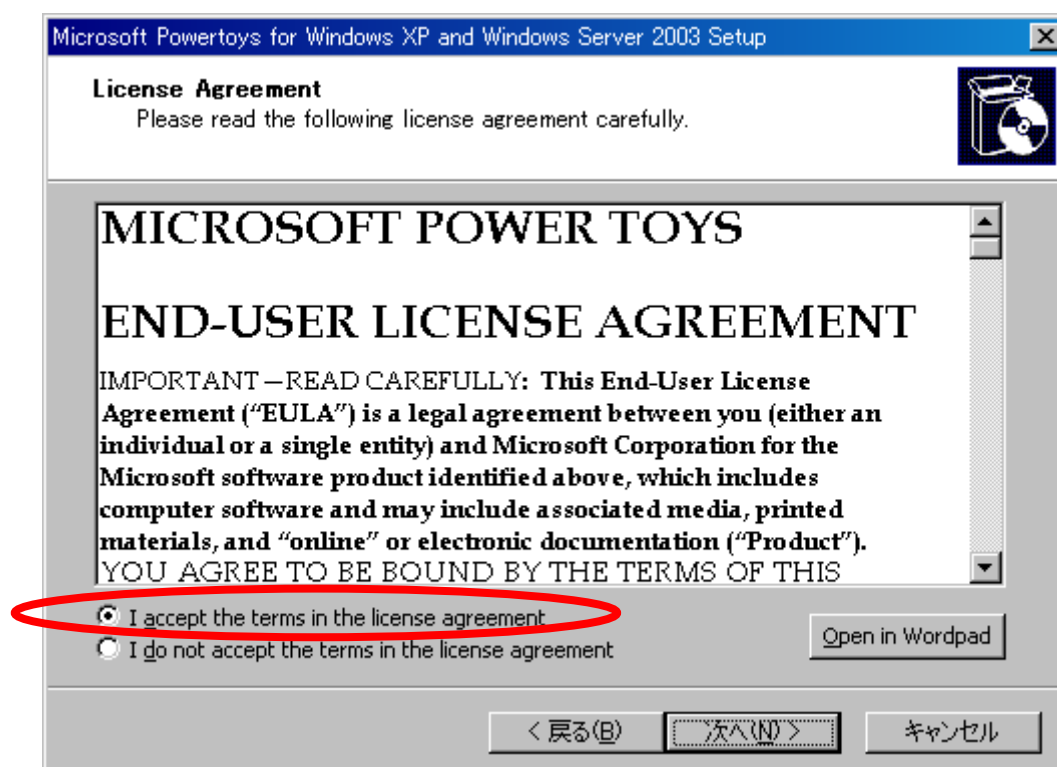 Microsoft Powertoys for Windows XP and Windows Server 2003 Setup
License Agreement
Please read the following license agreement carefully.
MICROSOFT POWER TOYS
END-USER LICENSE AGREEMENT
IMPORTANT—READ CAREFULLY: This End-User License
Agreement (“EULA”) is a legal agreement between you (either an
individual or a single entity) and Microsoft Corporation for the
Microsoft software product identified above, which includes
computer software and may include associated media, printed
materials, and “online” or electronic documentation (“Product”).
YOU AGREE TO BE BOUND BY THE TERMS OF THIS
I accept the terms in the license agreement
I do not accept the terms in the license agreement
Open in Wordpad
< 戻る(B)
次へ(N) >
キャンセル